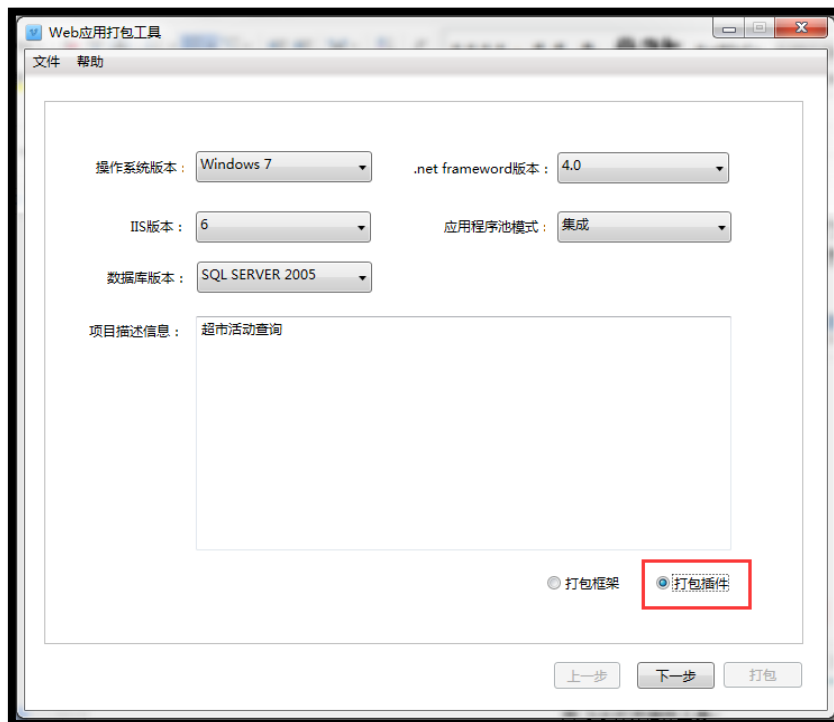 Web应用打包工具
文件 帮助
操作系统版本： Windows 7 .net frameword版本： 4.0
IIS版本： 6 应用程序池模式： 集成
数据库版本： SQL SERVER 2005
项目描述信息： 超市活动查询
打包框架 打包插件
上一步 下一步 打包